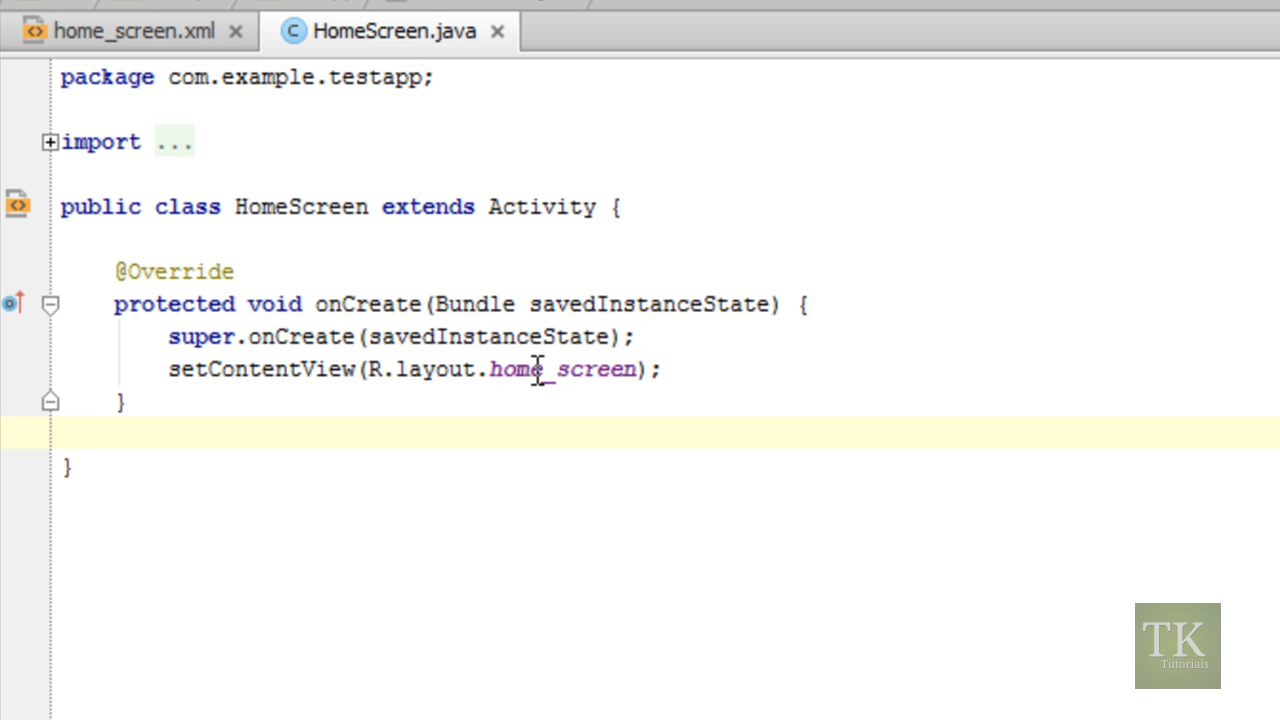 home_screen.xml
HomeScreen.java
package com.example.testapp;
import ...
public class HomeScreen extends Activity {
@Override
protected void onCreate(Bundle savedInstanceState) {
super.onCreate(savedInstanceState);
setContentView(R.layout.home_screen);
}
}
TK
Tutorials